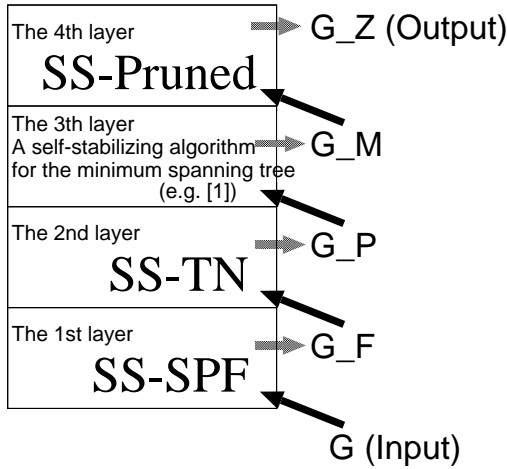 The 4th layer
SS-Pruned
G_Z (Output)
The 3th layer
A self-stabilizing algorithm
for the minimum spanning tree
(e.g. [1])
G_M
The 2nd layer
SS-TN
G_P
The 1st layer
SS-SPF
G_F
G (Input)